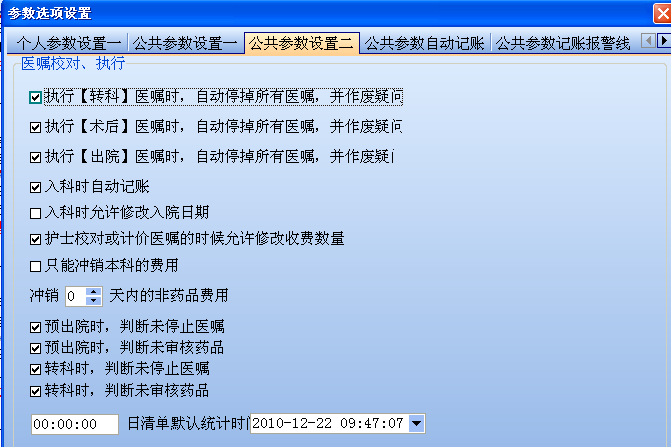 参数选项设置
个人参数设置一 公共参数设置一 公共参数设置二 公共参数自动记账 公共参数记账报警线
医嘱校对、执行
执行【转科】医嘱时，自动停掉所有医嘱，并作废疑问
执行【术后】医嘱时，自动停掉所有医嘱，并作废疑问
执行【出院】医嘱时，自动停掉所有医嘱，并作废疑
入科时自动记账
入科时允许修改入院日期
护士校对或计价医嘱的时候允许修改收费数量
只能冲销本科的费用
冲销 0 天内的非药品费用
预出院时，判断未停止医嘱
预出院时，判断未审核药品
转科时，判断未停止医嘱
转科时，判断未审核药品
00:00:00 日清单默认统计时 2010-12-22 09:47:07